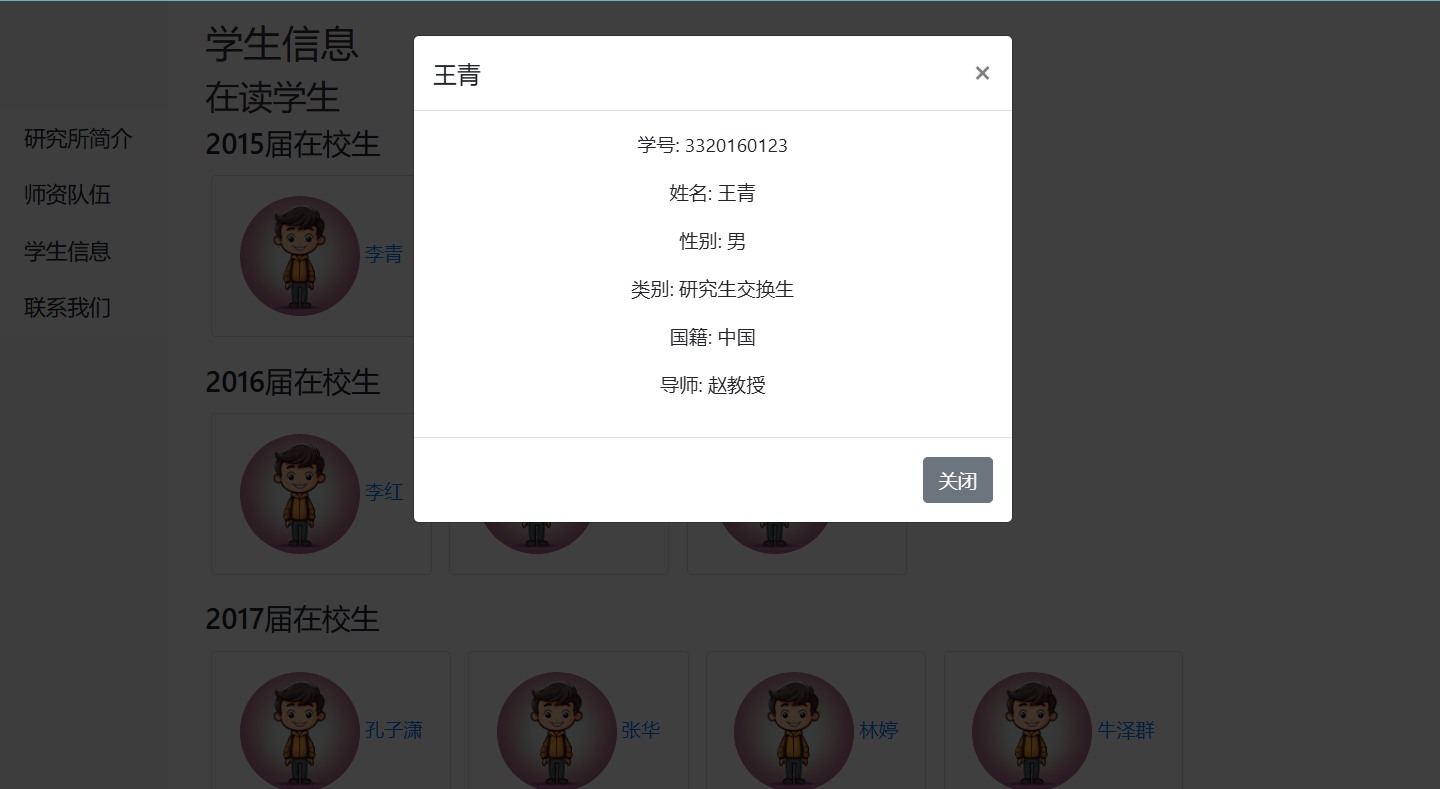 学生信息
在读学生
研究所简介
师资队伍
学生信息
联系我们
2015届在校生
李青
2016届在校生
李红
2017届在校生
孔子潇
张华
林婷
牛泽群
王青
×
学号: 3320160123
姓名: 王青
性别: 男
类别: 研究生交换生
国籍: 中国
导师: 赵教授
关闭